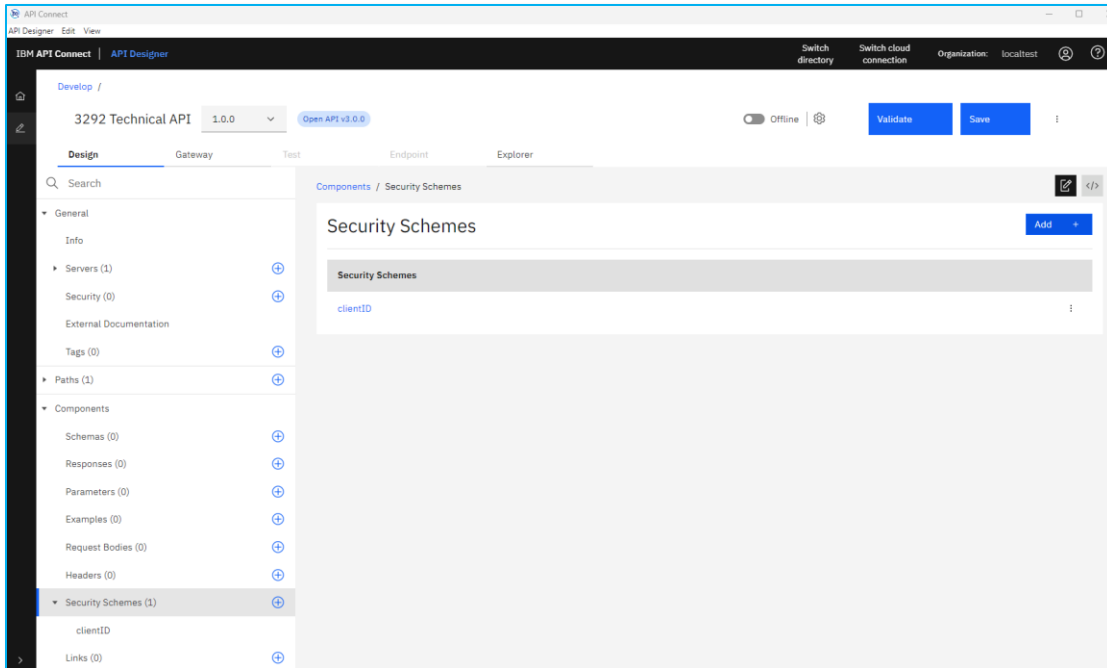 API Connect
API Designer Edit View
IBM API Connect | API Designer
Switch directory
Switch cloud connection
Organization: localtest
Develop /
3292 Technical API
1.0.0
Open API v3.0.0
Offline
Validate
Save
Design Gateway Test Endpoint Explorer
Search
Components / Security Schemes
General
Security Schemes
Add +
Info
Servers (1)
Security Schemes
Security (0)
clientID
External Documentation
Tags (0)
Paths (1)
Components
Schemas (0)
Responses (0)
Parameters (0)
Examples (0)
Request Bodies (0)
Headers (0)
Security Schemes (1)
clientID
Links (0)